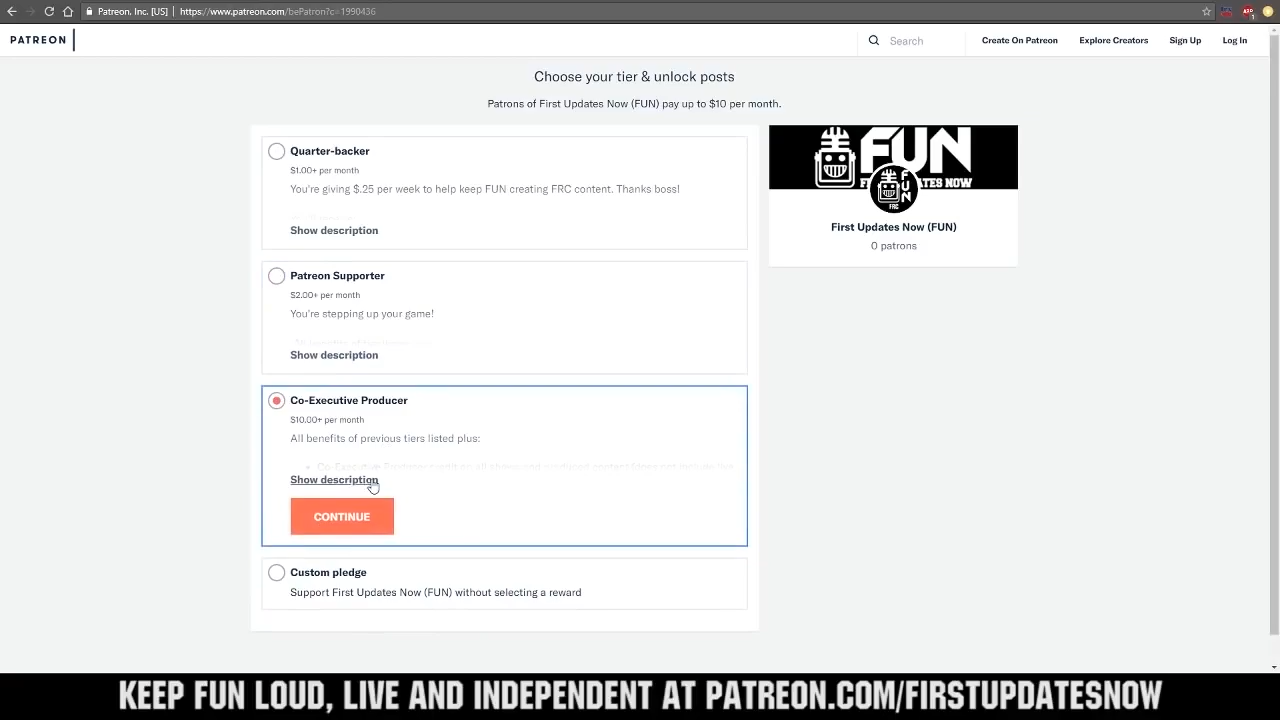 Patreon, Inc. [US] | https://www.patreon.com/bePatron?c=1990436
PATREON
Search
Create On Patreon
Explore Creators
Sign Up
Log In
Choose your tier & unlock posts
Patrons of First Updates Now (FUN) pay up to $10 per month.
Quarter-backer
$1.00+ per month
You're giving $.25 per week to help keep FUN creating FRC content. Thanks boss!
Show description
Patreon Supporter
$2.00+ per month
You're stepping up your game!
Show description
Co-Executive Producer
$10.00+ per month
All benefits of previous tiers listed plus:
Show description
CONTINUE
Custom pledge
Support First Updates Now (FUN) without selecting a reward
FUN
FUN
FRC
First Updates Now (FUN)
0 patrons
KEEP FUN LOUD, LIVE AND INDEPENDENT AT PATREON.COM/FIRSTUPDATESNOW